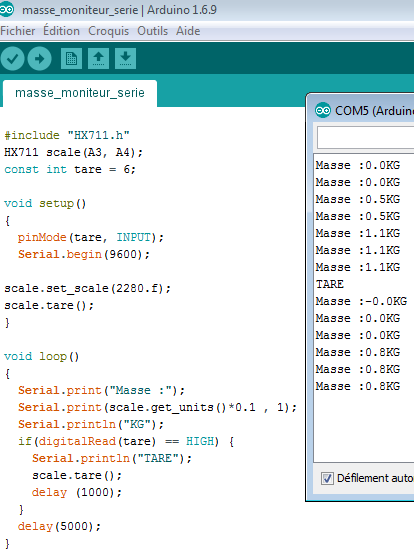 masse_moniteur_serie | Arduino 1.6.9
Fichier Édition Croquis Outils Aide
masse_moniteur_serie
#include "HX711.h"
HX711 scale(A3, A4);
const int tare = 6;
void setup()
{
pinMode(tare, INPUT);
Serial.begin(9600);
scale.set_scale(2280.f);
scale.tare();
}
void loop()
{
Serial.print("Masse :");
Serial.print(scale.get_units()*0.1 , 1);
Serial.println("KG");
if(digitalRead(tare) == HIGH) {
Serial.println("TARE");
scale.tare();
delay (1000);
}
delay(5000);
}
COM5 (Arduin
Masse :0.0KG
Masse :0.0KG
Masse :0.5KG
Masse :0.5KG
Masse :1.1KG
Masse :1.1KG
Masse :1.1KG
TARE
Masse :-0.0KG
Masse :0.0KG
Masse :0.0KG
Masse :0.8KG
Masse :0.8KG
Masse :0.8KG
Défilement auto